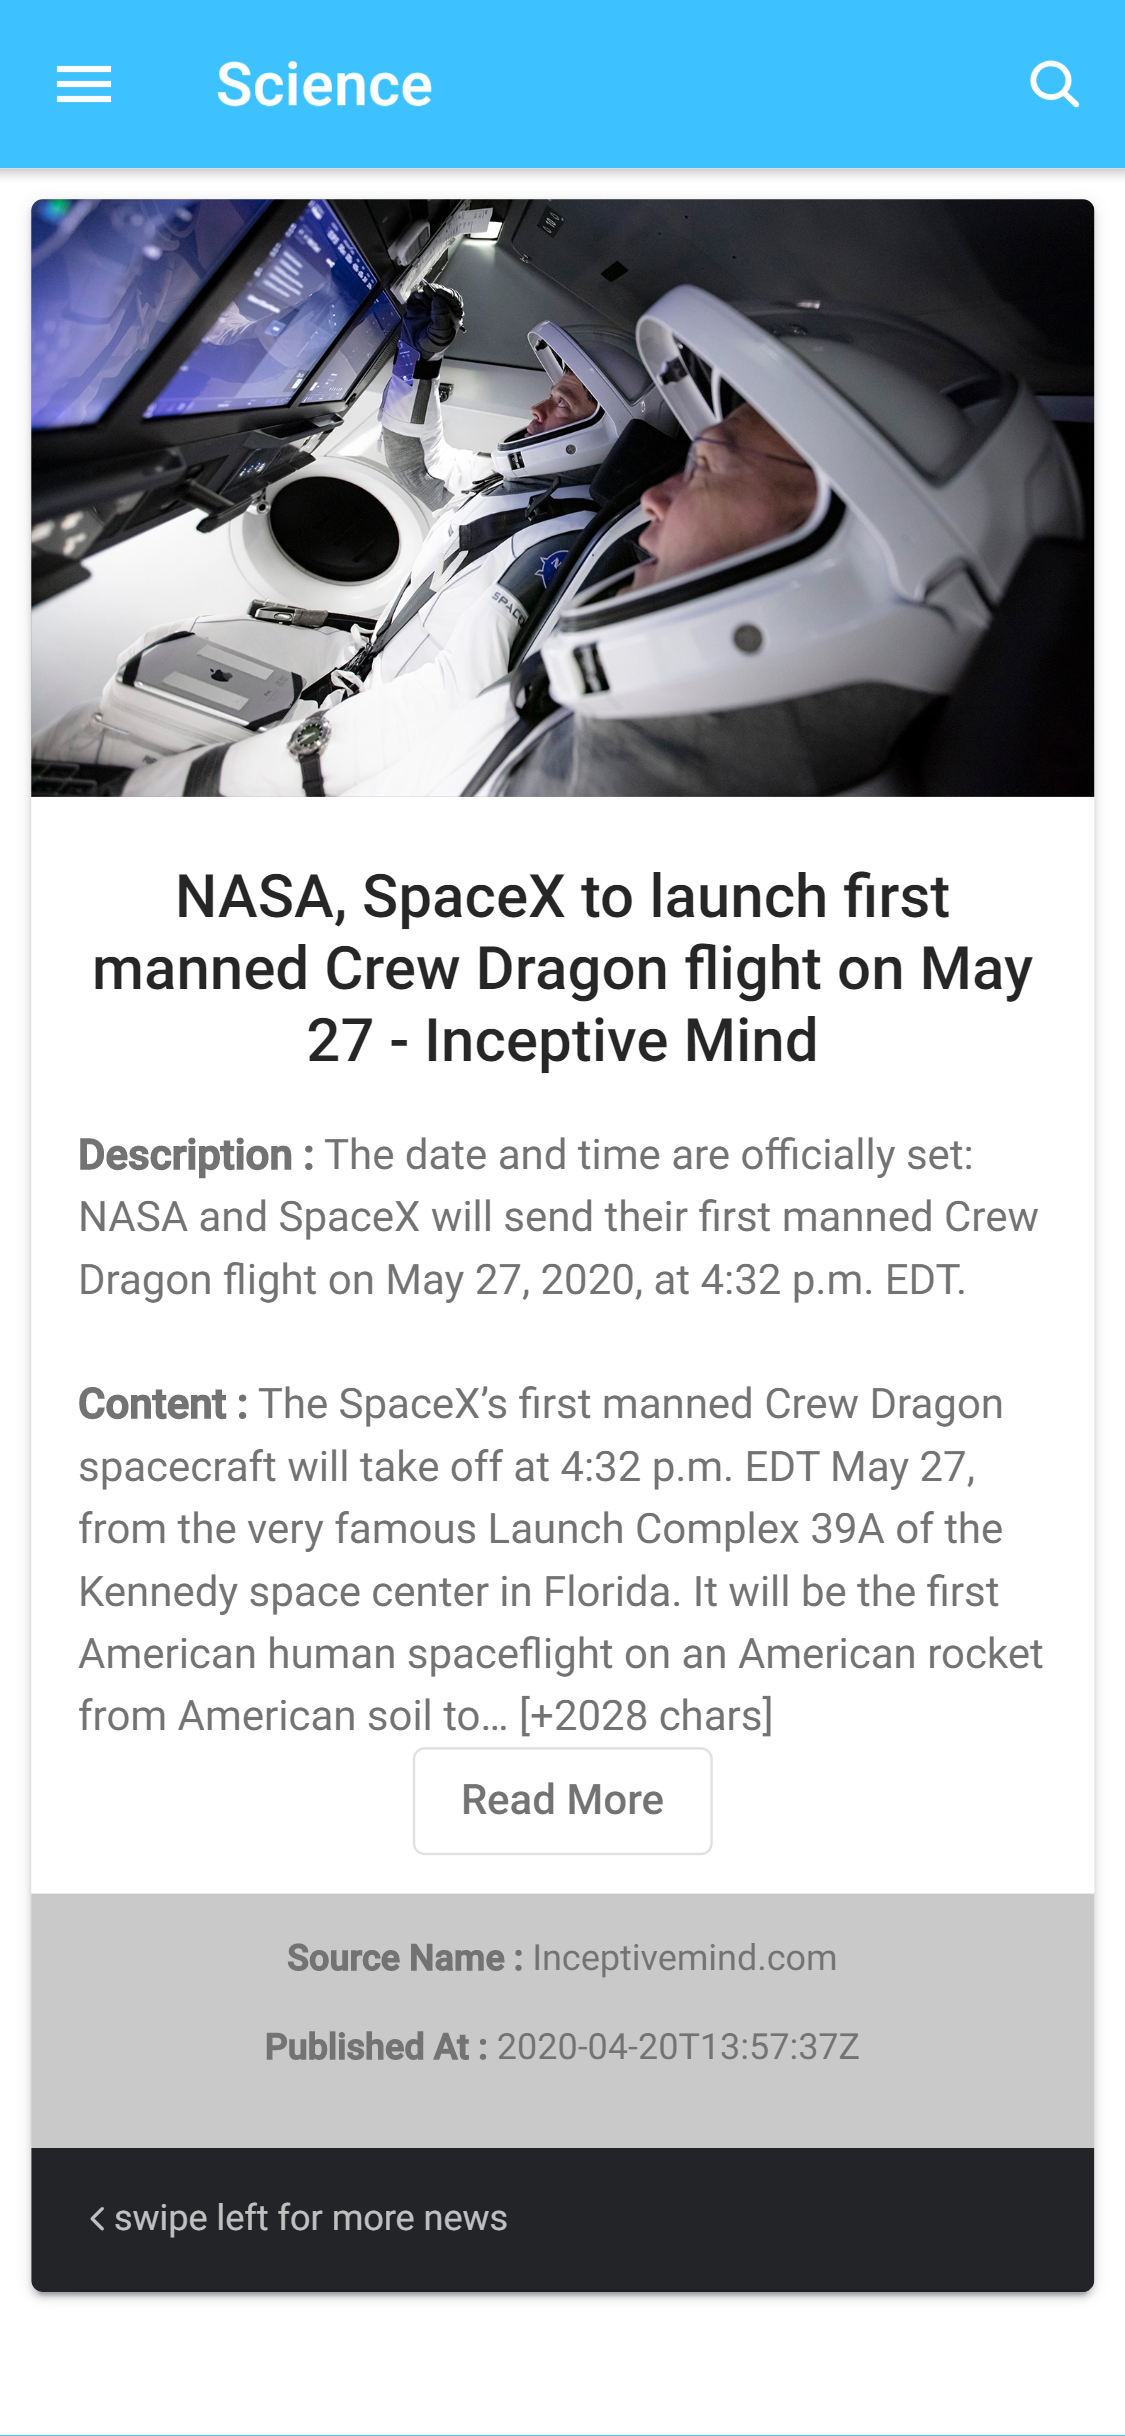 Science
SPACE
NASA, SpaceX to launch first
manned Crew Dragon flight on May
27 - Inceptive Mind
Description : The date and time are officially set:
NASA and SpaceX will send their first manned Crew
Dragon flight on May 27, 2020, at 4:32 p.m. EDT.
Content : The SpaceX’s first manned Crew Dragon
spacecraft will take off at 4:32 p.m. EDT May 27,
from the very famous Launch Complex 39A of the
Kennedy space center in Florida. It will be the first
American human spaceflight on an American rocket
from American soil to… [+2028 chars]
Read More
Source Name : Inceptivemind.com
Published At : 2020-04-20T13:57:37Z
swipe left for more news